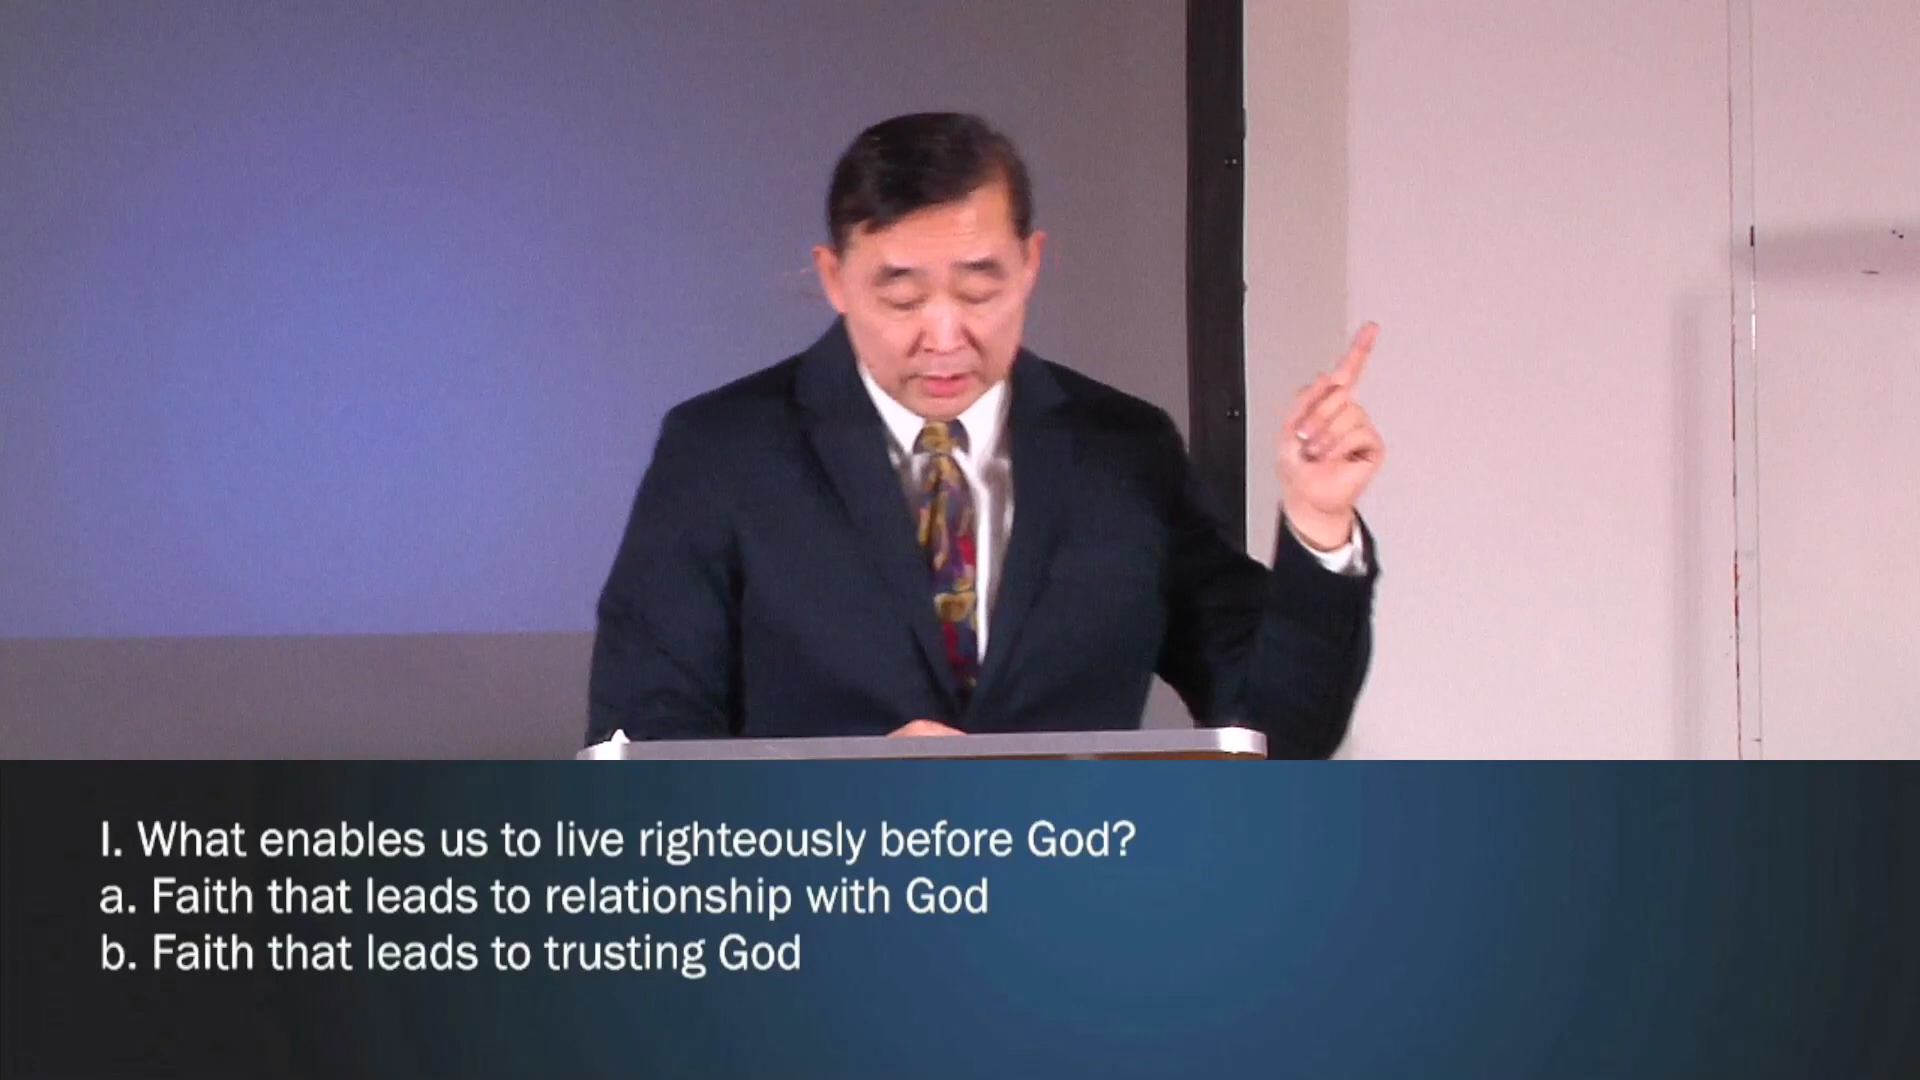 I. What enables us to live righteously before God?
a. Faith that leads to relationship with God
b. Faith that leads to trusting God